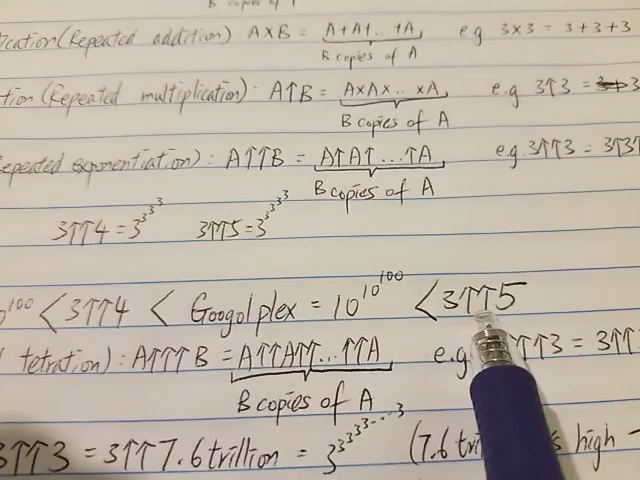 B copies of 1
ication (Repeated addition) A×B = A+A+...+A e.g 3×3 = 3+3+3
B copies of A
tion (Repeated multiplication): A↑B = A×A×...×A e.g 3↑3 = 3
B copies of A
epeated exponentiation): A↑↑B = A↑A↑...↑A e.g. 3↑↑3 = 3↑3↑
B copies of A
3↑↑4 = 3^3^3^3 3↑↑5 = 3^3^3^3^3
0^100 < 3↑↑4 < Googolplex = 10^10^100 < 3↑↑5
tetration): A↑↑↑B = A↑↑A↑↑...↑↑A e.g ↑↑3 = 3↑↑
B copies of A
3↑↑3 = 3↑↑7.6 trillion = 3^3^3^3^3...3 (7.6 tri s high -